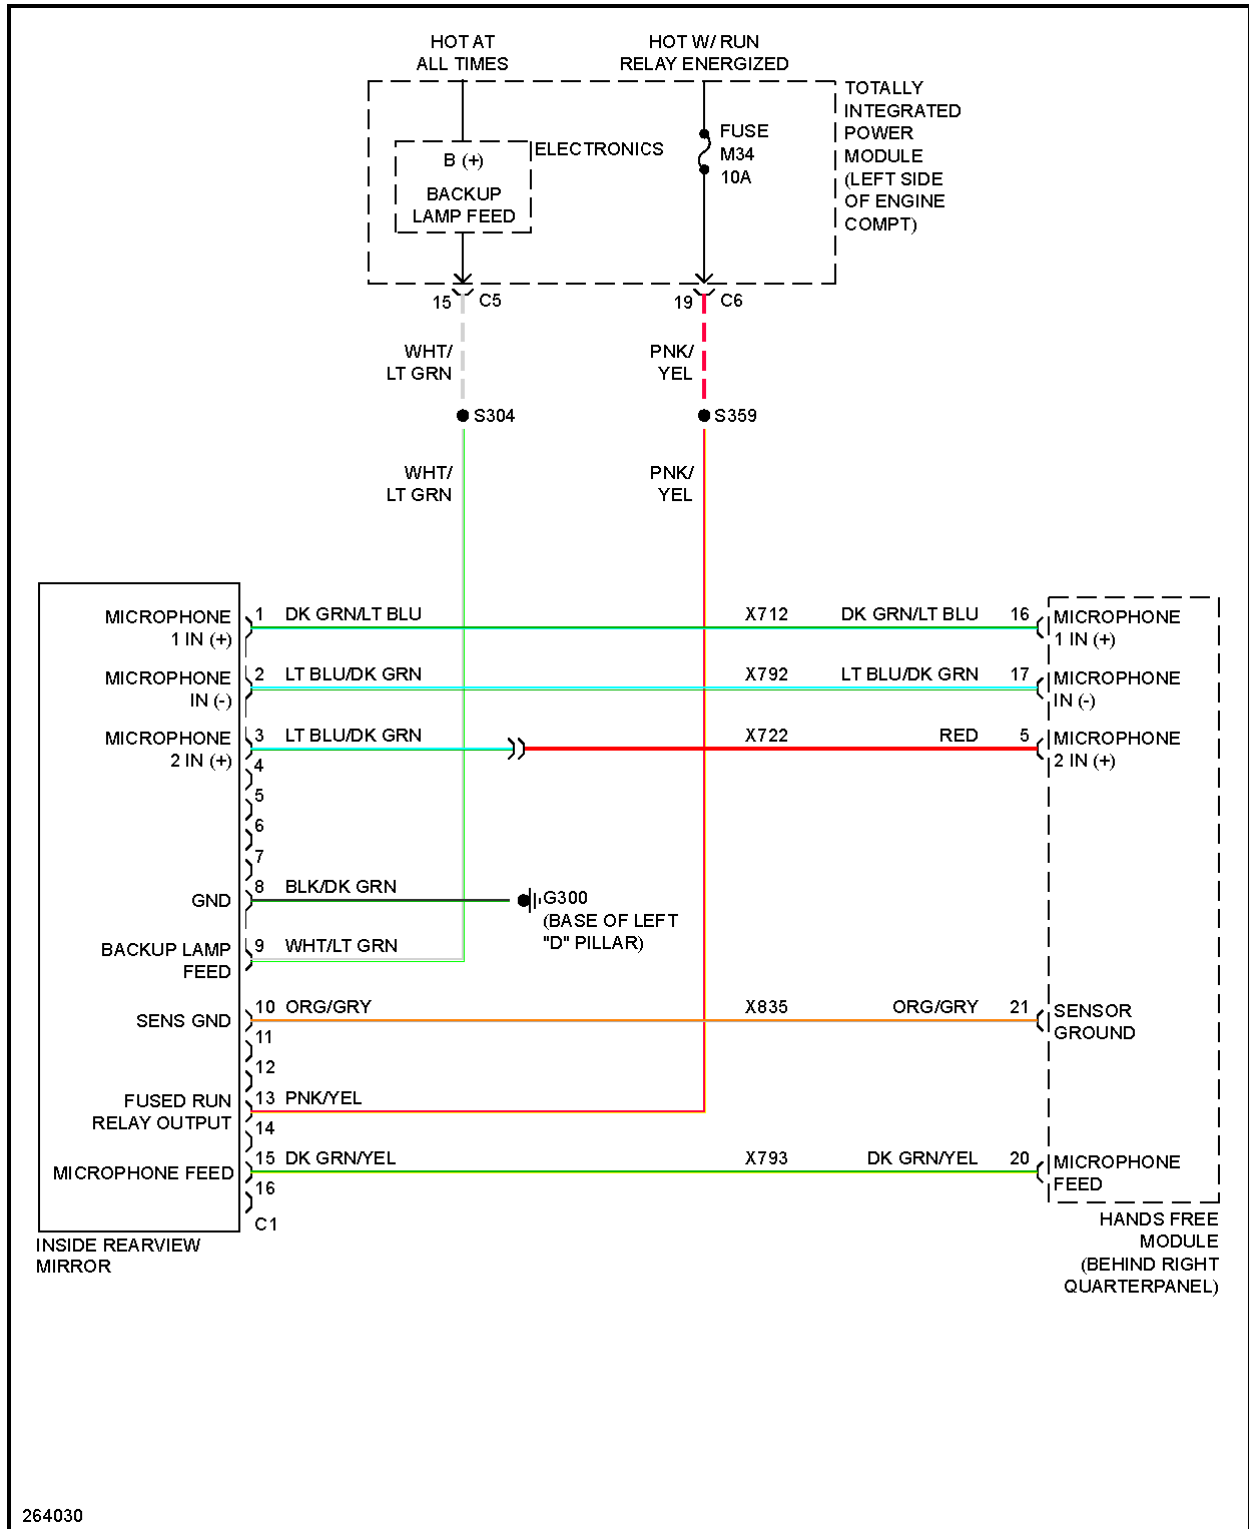 HOT AT
ALL TIMES
HOT W/ RUN
RELAY ENERGIZED
TOTALLY
INTEGRATED
POWER
MODULE
(LEFT SIDE
OF ENGINE
COMPT)
FUSE
M34
10A
ELECTRONICS
B (+)
BACKUP
LAMP FEED
15 C5
19 C6
WHT/
LT GRN
PNK/
YEL
S304
S359
WHT/
LT GRN
PNK/
YEL
MICROPHONE
1 IN (+)
1 DK GRN/LT BLU X712 DK GRN/LT BLU 16
MICROPHONE
1 IN (+)
MICROPHONE
IN (-)
2 LT BLU/DK GRN X792 LT BLU/DK GRN 17
MICROPHONE
IN (-)
MICROPHONE
2 IN (+)
3 LT BLU/DK GRN X722 RED 5
MICROPHONE
2 IN (+)
4
5
6
7
GND
8 BLK/DK GRN
G300
(BASE OF LEFT
"D" PILLAR)
BACKUP LAMP
FEED
9 WHT/LT GRN
SENS GND
10 ORG/GRY X835 ORG/GRY 21
SENSOR
GROUND
11
12
FUSED RUN
RELAY OUTPUT
13 PNK/YEL
14
MICROPHONE FEED
15 DK GRN/YEL X793 DK GRN/YEL 20
MICROPHONE
FEED
16
C1
INSIDE REARVIEW
MIRROR
HANDS FREE
MODULE
(BEHIND RIGHT
QUARTERPANEL)
264030